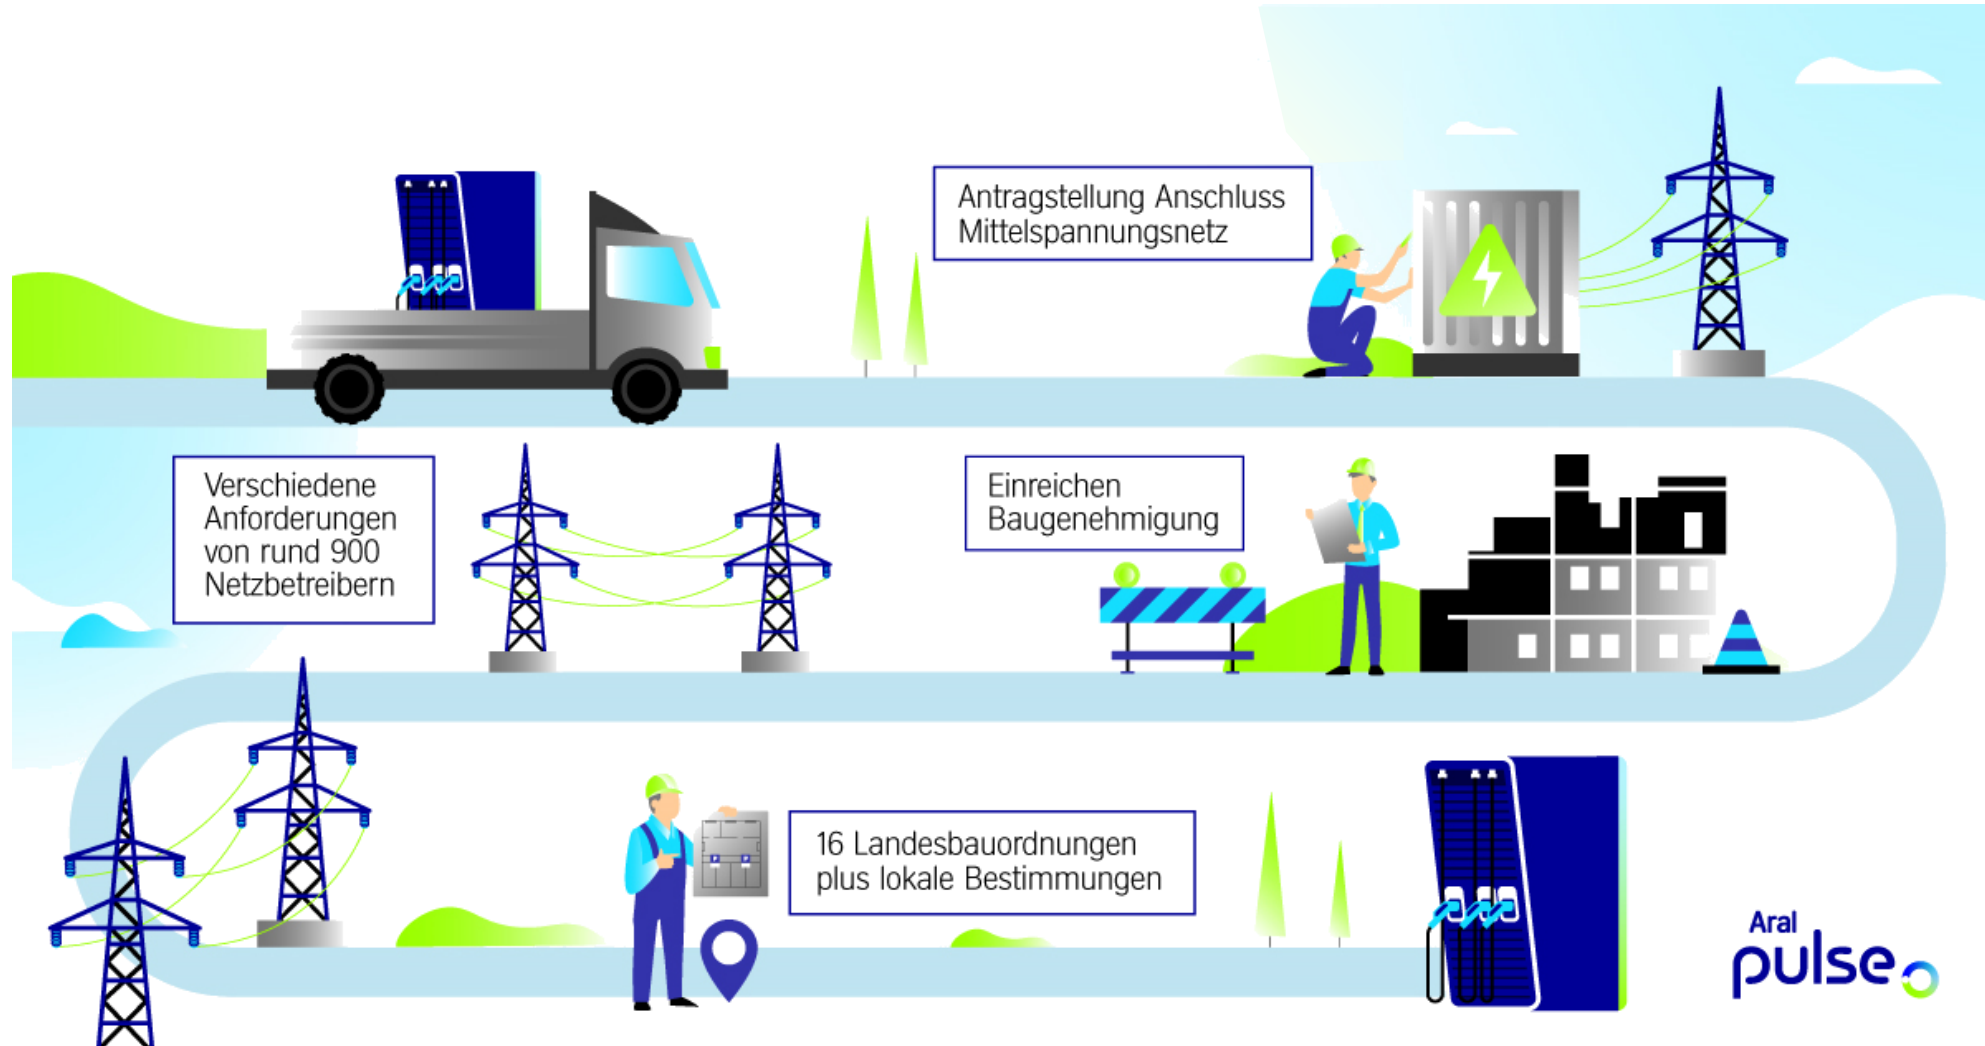 Antragstellung Anschluss
Mittelspannungsnetz
Einreichen
Baugenehmigung
Verschiedene
Anforderungen
von rund 900
Netzbetreibern
16 Landesbauordnungen
plus lokale Bestimmungen
Aral
pulse